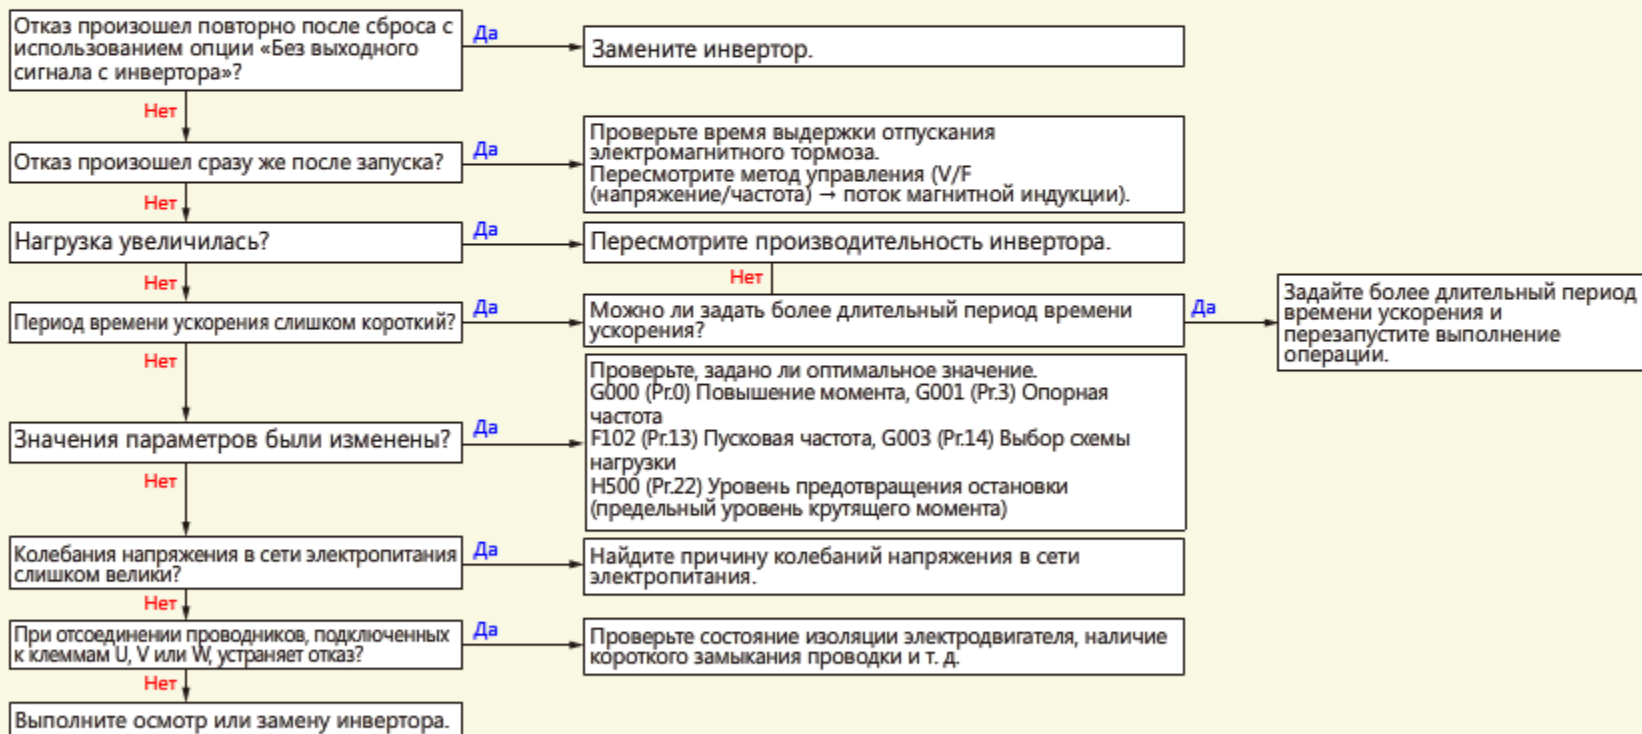 Отказ произошел повторно после сброса с
использованием опции «Без выходного
сигнала с инвертора»?
Да
Замените инвертор.
Нет
Отказ произошел сразу же после запуска?
Да
Проверьте время выдержки отпускания
электромагнитного тормоза.
Пересмотрите метод управления (V/F
(напряжение/частота) → поток магнитной индукции).
Нет
Нагрузка увеличилась?
Да
Пересмотрите производительность инвертора.
Нет
Нет
Период времени ускорения слишком короткий?
Да
Можно ли задать более длительный период времени
ускорения?
Да
Задайте более длительный период
времени ускорения и
перезапустите выполнение
операции.
Нет
Значения параметров были изменены?
Да
Проверьте, задано ли оптимальное значение.
G000 (Pr.0) Повышение момента, G001 (Pr.3) Опорная
частота
F102 (Pr.13) Пусковая частота, G003 (Pr.14) Выбор схемы
нагрузки
H500 (Pr.22) Уровень предотвращения остановки
(предельный уровень крутящего момента)
Нет
Колебания напряжения в сети электропитания
слишком велики?
Да
Найдите причину колебаний напряжения в сети
электропитания.
Нет
При отсоединении проводников, подключенных
к клеммам U, V или W, устраняет отказ?
Да
Проверьте состояние изоляции электродвигателя, наличие
короткого замыкания проводки и т. д.
Нет
Выполните осмотр или замену инвертора.